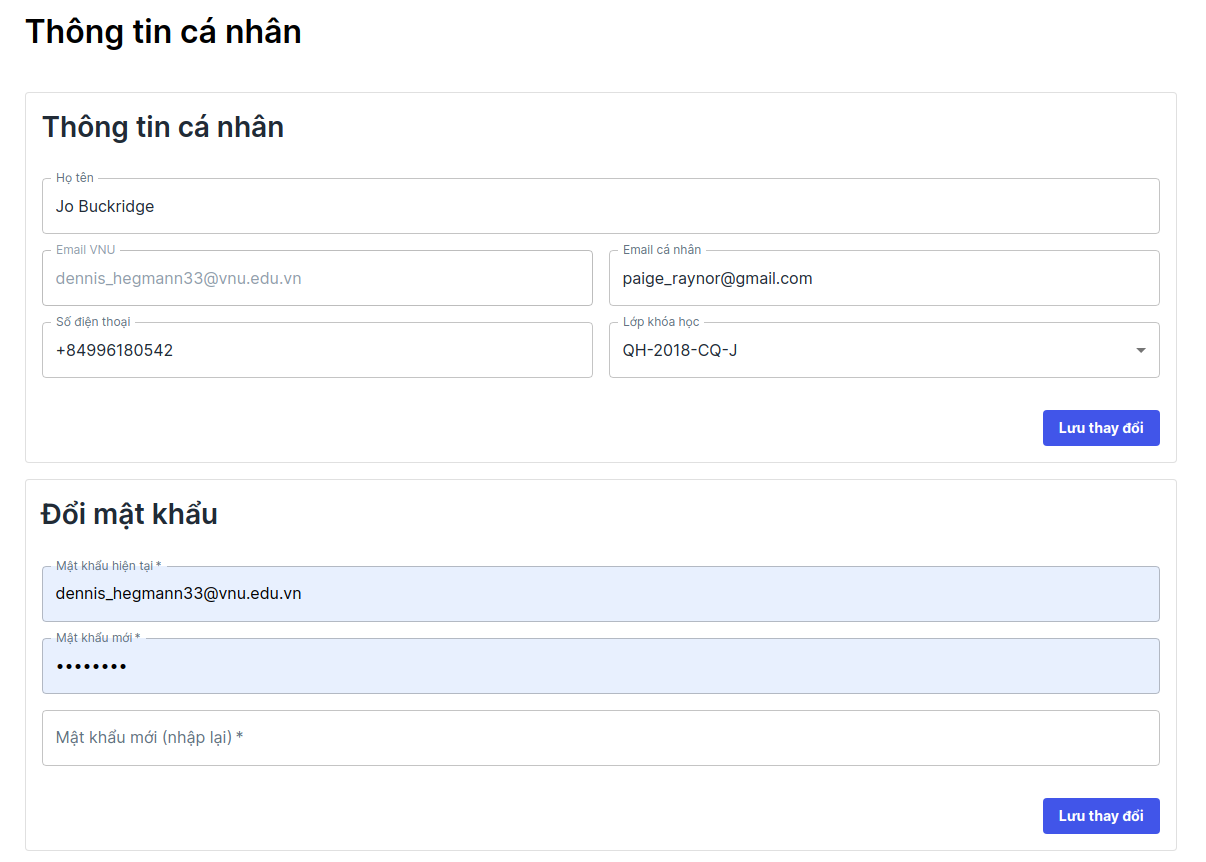 Thông tin cá nhân
Thông tin cá nhân
Họ tên
Jo Buckridge
Email VNU
dennis_hegmann33@vnu.edu.vn
Email cá nhân
paige_raynor@gmail.com
Số điện thoại
+84996180542
Lớp khóa học
QH-2018-CQ-J
Lưu thay đổi
Đổi mật khẩu
Mật khẩu hiện tại *
dennis_hegmann33@vnu.edu.vn
Mật khẩu mới *
••••••••
Mật khẩu mới (nhập lại) *
Lưu thay đổi